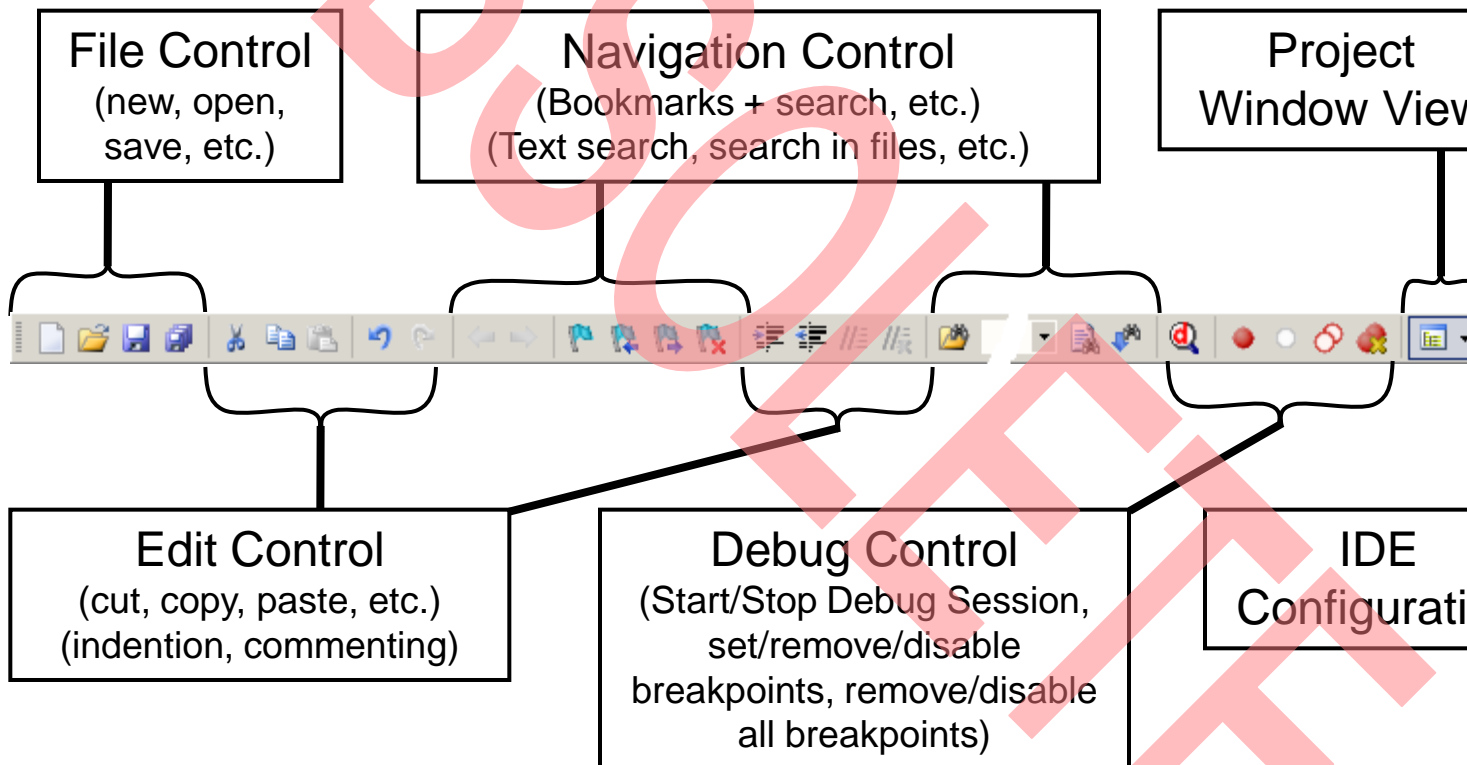 File Control
(new, open,
save, etc.)
Navigation Control
(Bookmarks + search, etc.)
(Text search, search in files, etc.)
Project
Window View
Edit Control
(cut, copy, paste, etc.)
(indention, commenting)
Debug Control
(Start/Stop Debug Session,
set/remove/disable
breakpoints, remove/disable
all breakpoints)
IDE
Configurati